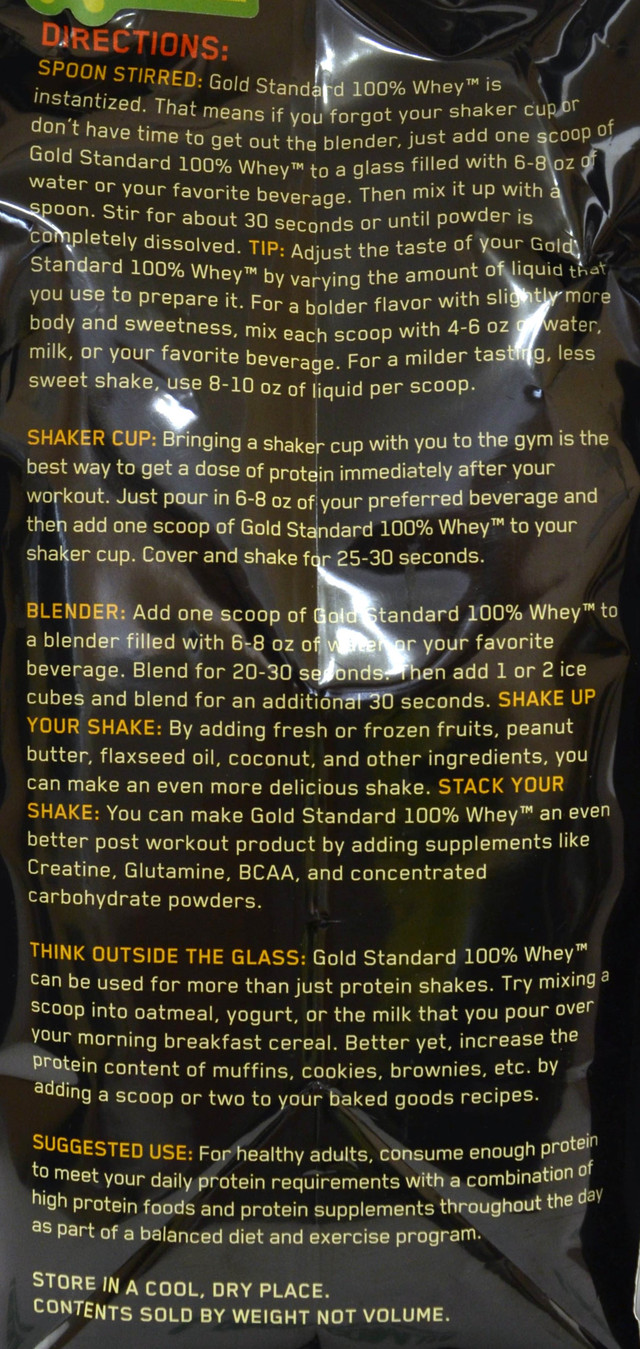 DIRECTIONS:
SPOON STIRRED: Gold Standard 100% Whey™ is
instantized. That means if you forgot your shaker cup or
don't have time to get out the blender, just add one scoop of
Gold Standard 100% Whey™ to a glass filled with 6-8 oz of
water or your favorite beverage. Then mix it up with a
spoon. Stir for about 30 seconds or until powder is
completely dissolved. TIP: Adjust the taste of your Gold
Standard 100% Whey™ by varying the amount of liquid that
you use to prepare it. For a bolder flavor with slightly more
body and sweetness, mix each scoop with 4-6 oz of water,
milk, or your favorite beverage. For a milder tasting, less
sweet shake, use 8-10 oz of liquid per scoop.
SHAKER CUP: Bringing a shaker cup with you to the gym is the
best way to get a dose of protein immediately after your
workout. Just pour in 6-8 oz of your preferred beverage and
then add one scoop of Gold Standard 100% Whey™ to your
shaker cup. Cover and shake for 25-30 seconds.
BLENDER: Add one scoop of Gold Standard 100% Whey™ to
a blender filled with 6-8 oz of water or your favorite
beverage. Blend for 20-30 seconds. Then add 1 or 2 ice
cubes and blend for an additional 30 seconds. SHAKE UP
YOUR SHAKE: By adding fresh or frozen fruits, peanut
butter, flaxseed oil, coconut, and other ingredients, you
can make an even more delicious shake. STACK YOUR
SHAKE: You can make Gold Standard 100% Whey™ an even
better post workout product by adding supplements like
Creatine, Glutamine, BCAA, and concentrated
carbohydrate powders.
THINK OUTSIDE THE GLASS: Gold Standard 100% Whey™
can be used for more than just protein shakes. Try mixing a
scoop into oatmeal, yogurt, or the milk that you pour over
your morning breakfast cereal. Better yet, increase the
protein content of muffins, cookies, brownies, etc. by
adding a scoop or two to your baked goods recipes.
SUGGESTED USE: For healthy adults, consume enough protein
to meet your daily protein requirements with a combination of
high protein foods and protein supplements throughout the day
as part of a balanced diet and exercise program.
STORE IN A COOL, DRY PLACE.
CONTENTS SOLD BY WEIGHT NOT VOLUME.